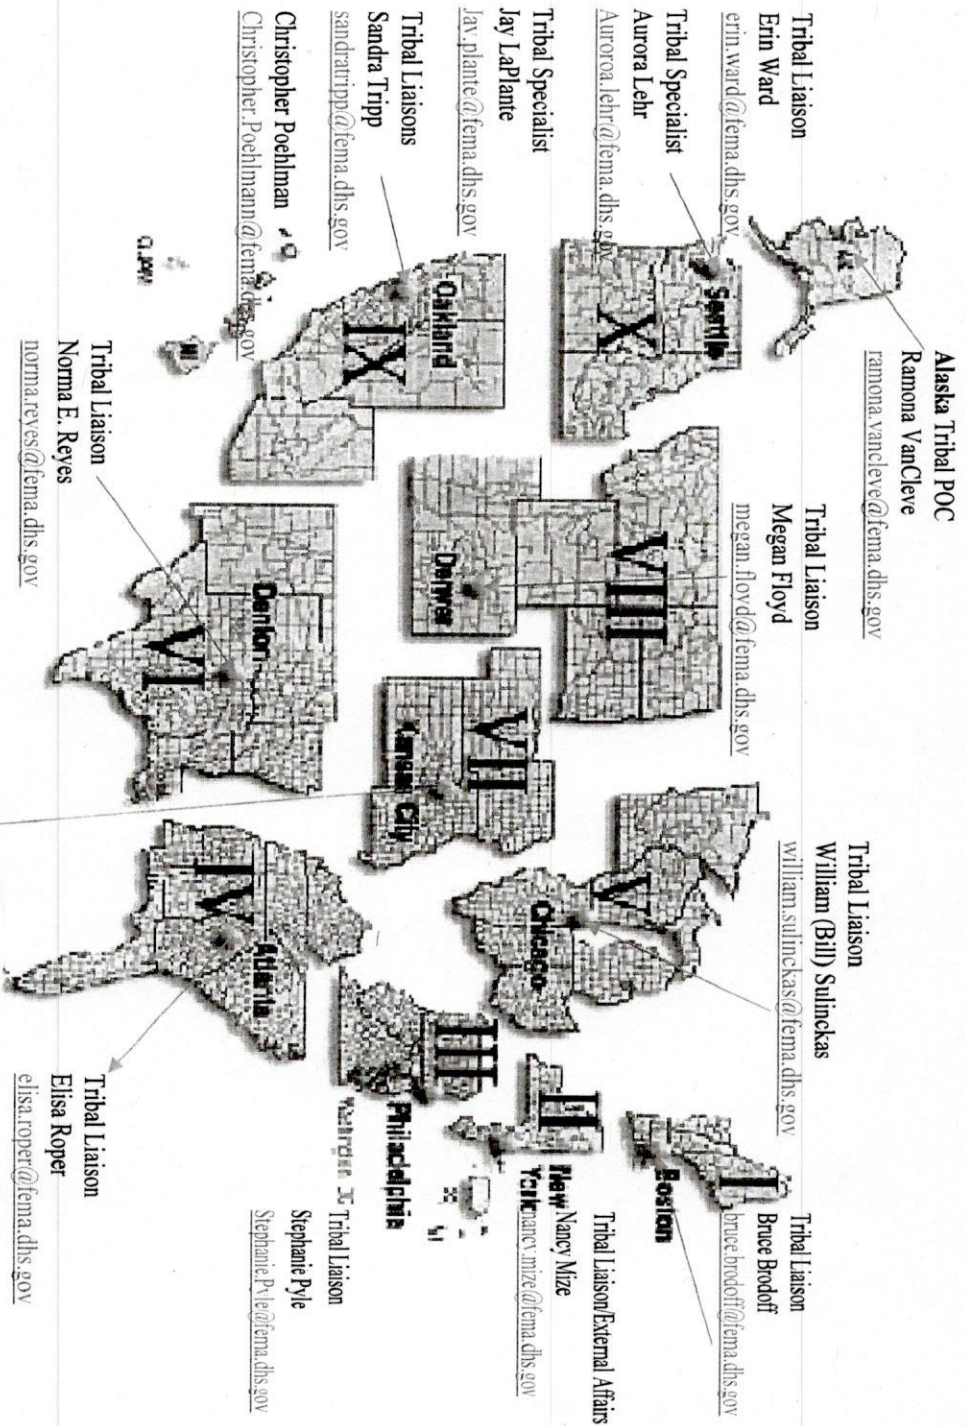 Alaska Tribal POC
Ramona VanCleve
ramona.vancleve@fema.dhs.gov
Tribal Liaison
Erin Ward
erin.ward@fema.dhs.gov
Tribal Specialist
Aurora Lehr
Auroroa.lehr@fema.dhs.gov
Tribal Specialist
Jay LaPlante
Jay.plante@fema.dhs.gov
Tribal Liaisons
Sandra Tripp
sandratripp@fema.dhs.gov
Christopher Poehlman
Christopher.Poehlmann@fema.dhs.gov
Tribal Liaison
Megan Floyd
megan.floyd@fema.dhs.gov
Tribal Liaison
William (Bill) Sulinckas
william.sulinckas@fema.dhs.gov
Tribal Liaison
Bruce Brodoff
bruce.brodoff@fema.dhs.gov
Tribal Liaison/External Affairs
Nancy Mize
nancy.mize@fema.dhs.gov
Tribal Liaison
Stephanie Pyle
Stephanie.Pyle@fema.dhs.gov
Tribal Liaison
Elisa Roper
elisa.roper@fema.dhs.gov
Tribal Liaison
Norma E. Reyes
norma.reyes@fema.dhs.gov
AK
Seattle
X
Oakland
IX
HI
GUAM
VIII
Denver
VII
Kansas City
Denton
VI
V
Chicago
IV
Atlanta
III
Philadelphia
II
New
York
I
Boston